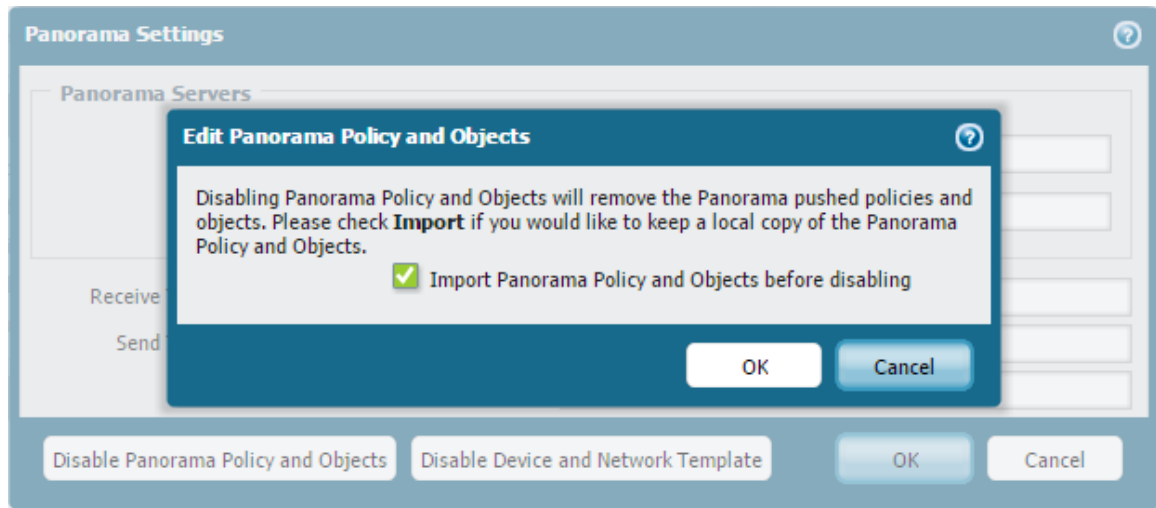 Panorama Settings
Panorama Servers
Edit Panorama Policy and Objects
Disabling Panorama Policy and Objects will remove the Panorama pushed policies and
objects. Please check Import if you would like to keep a local copy of the Panorama
Policy and Objects.
Import Panorama Policy and Objects before disabling
Receive
Send
OK Cancel
Disable Panorama Policy and Objects Disable Device and Network Template OK Cancel